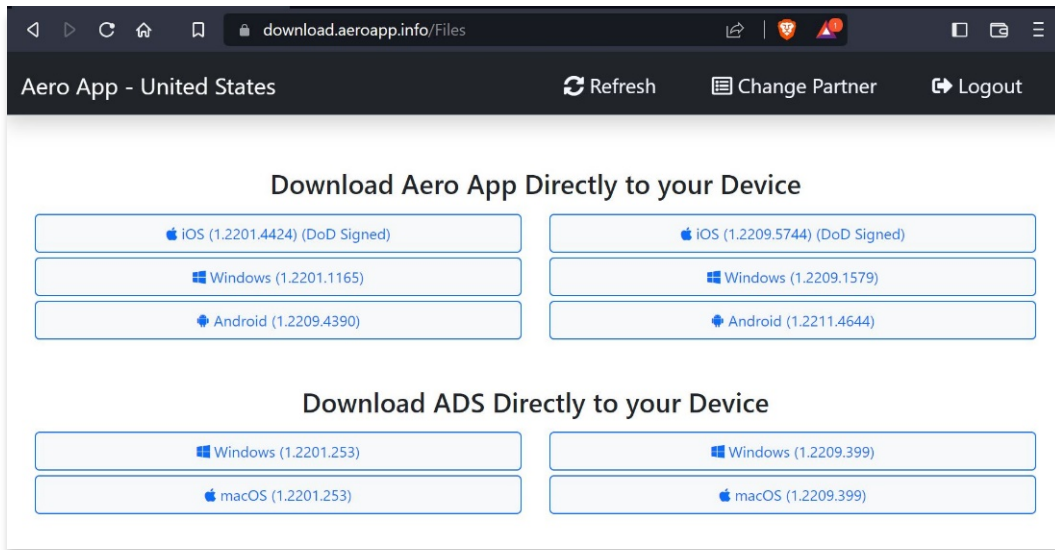 download.aeroapp.info/Files
1
Aero App - United States Refresh Change Partner Logout
Download Aero App Directly to your Device
iOS (1.2201.4424) (DoD Signed) iOS (1.2209.5744) (DoD Signed)
Windows (1.2201.1165) Windows (1.2209.1579)
Android (1.2209.4390) Android (1.2211.4644)
Download ADS Directly to your Device
Windows (1.2201.253) Windows (1.2209.399)
macOS (1.2201.253) macOS (1.2209.399)